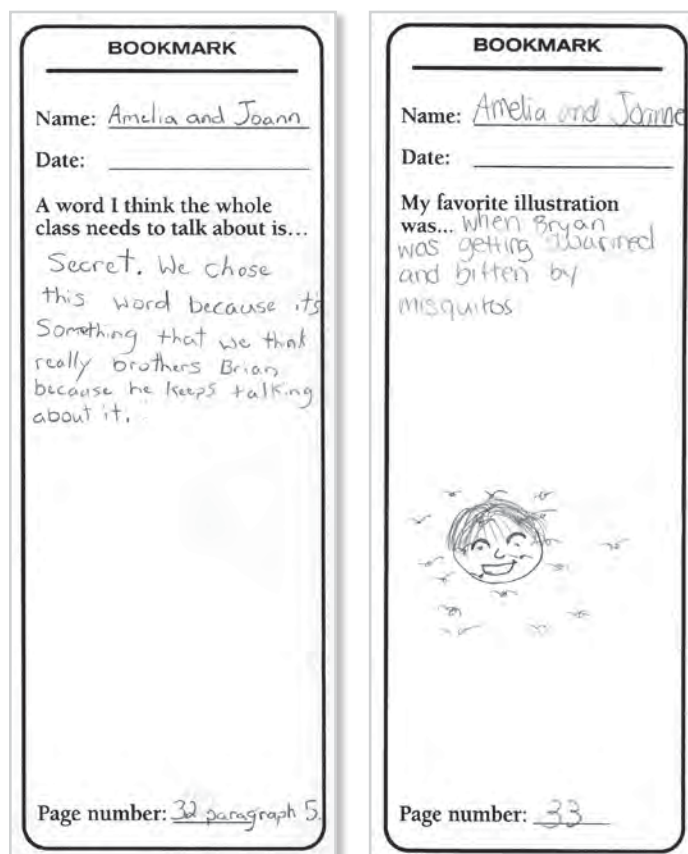 BOOKMARK
Name: Amelia and Joann
Date:
A word I think the whole
class needs to talk about is...
Secret. We chose
this word because its
Something that we think
really brothers Brian
because he keeps talking
about it.
Page number: 32 paragraph 5.
BOOKMARK
Name: Amelia and Joanne
Date:
My favorite illustration
was... when Bryan
was getting
and bitten by
misquitos
Page number: 33